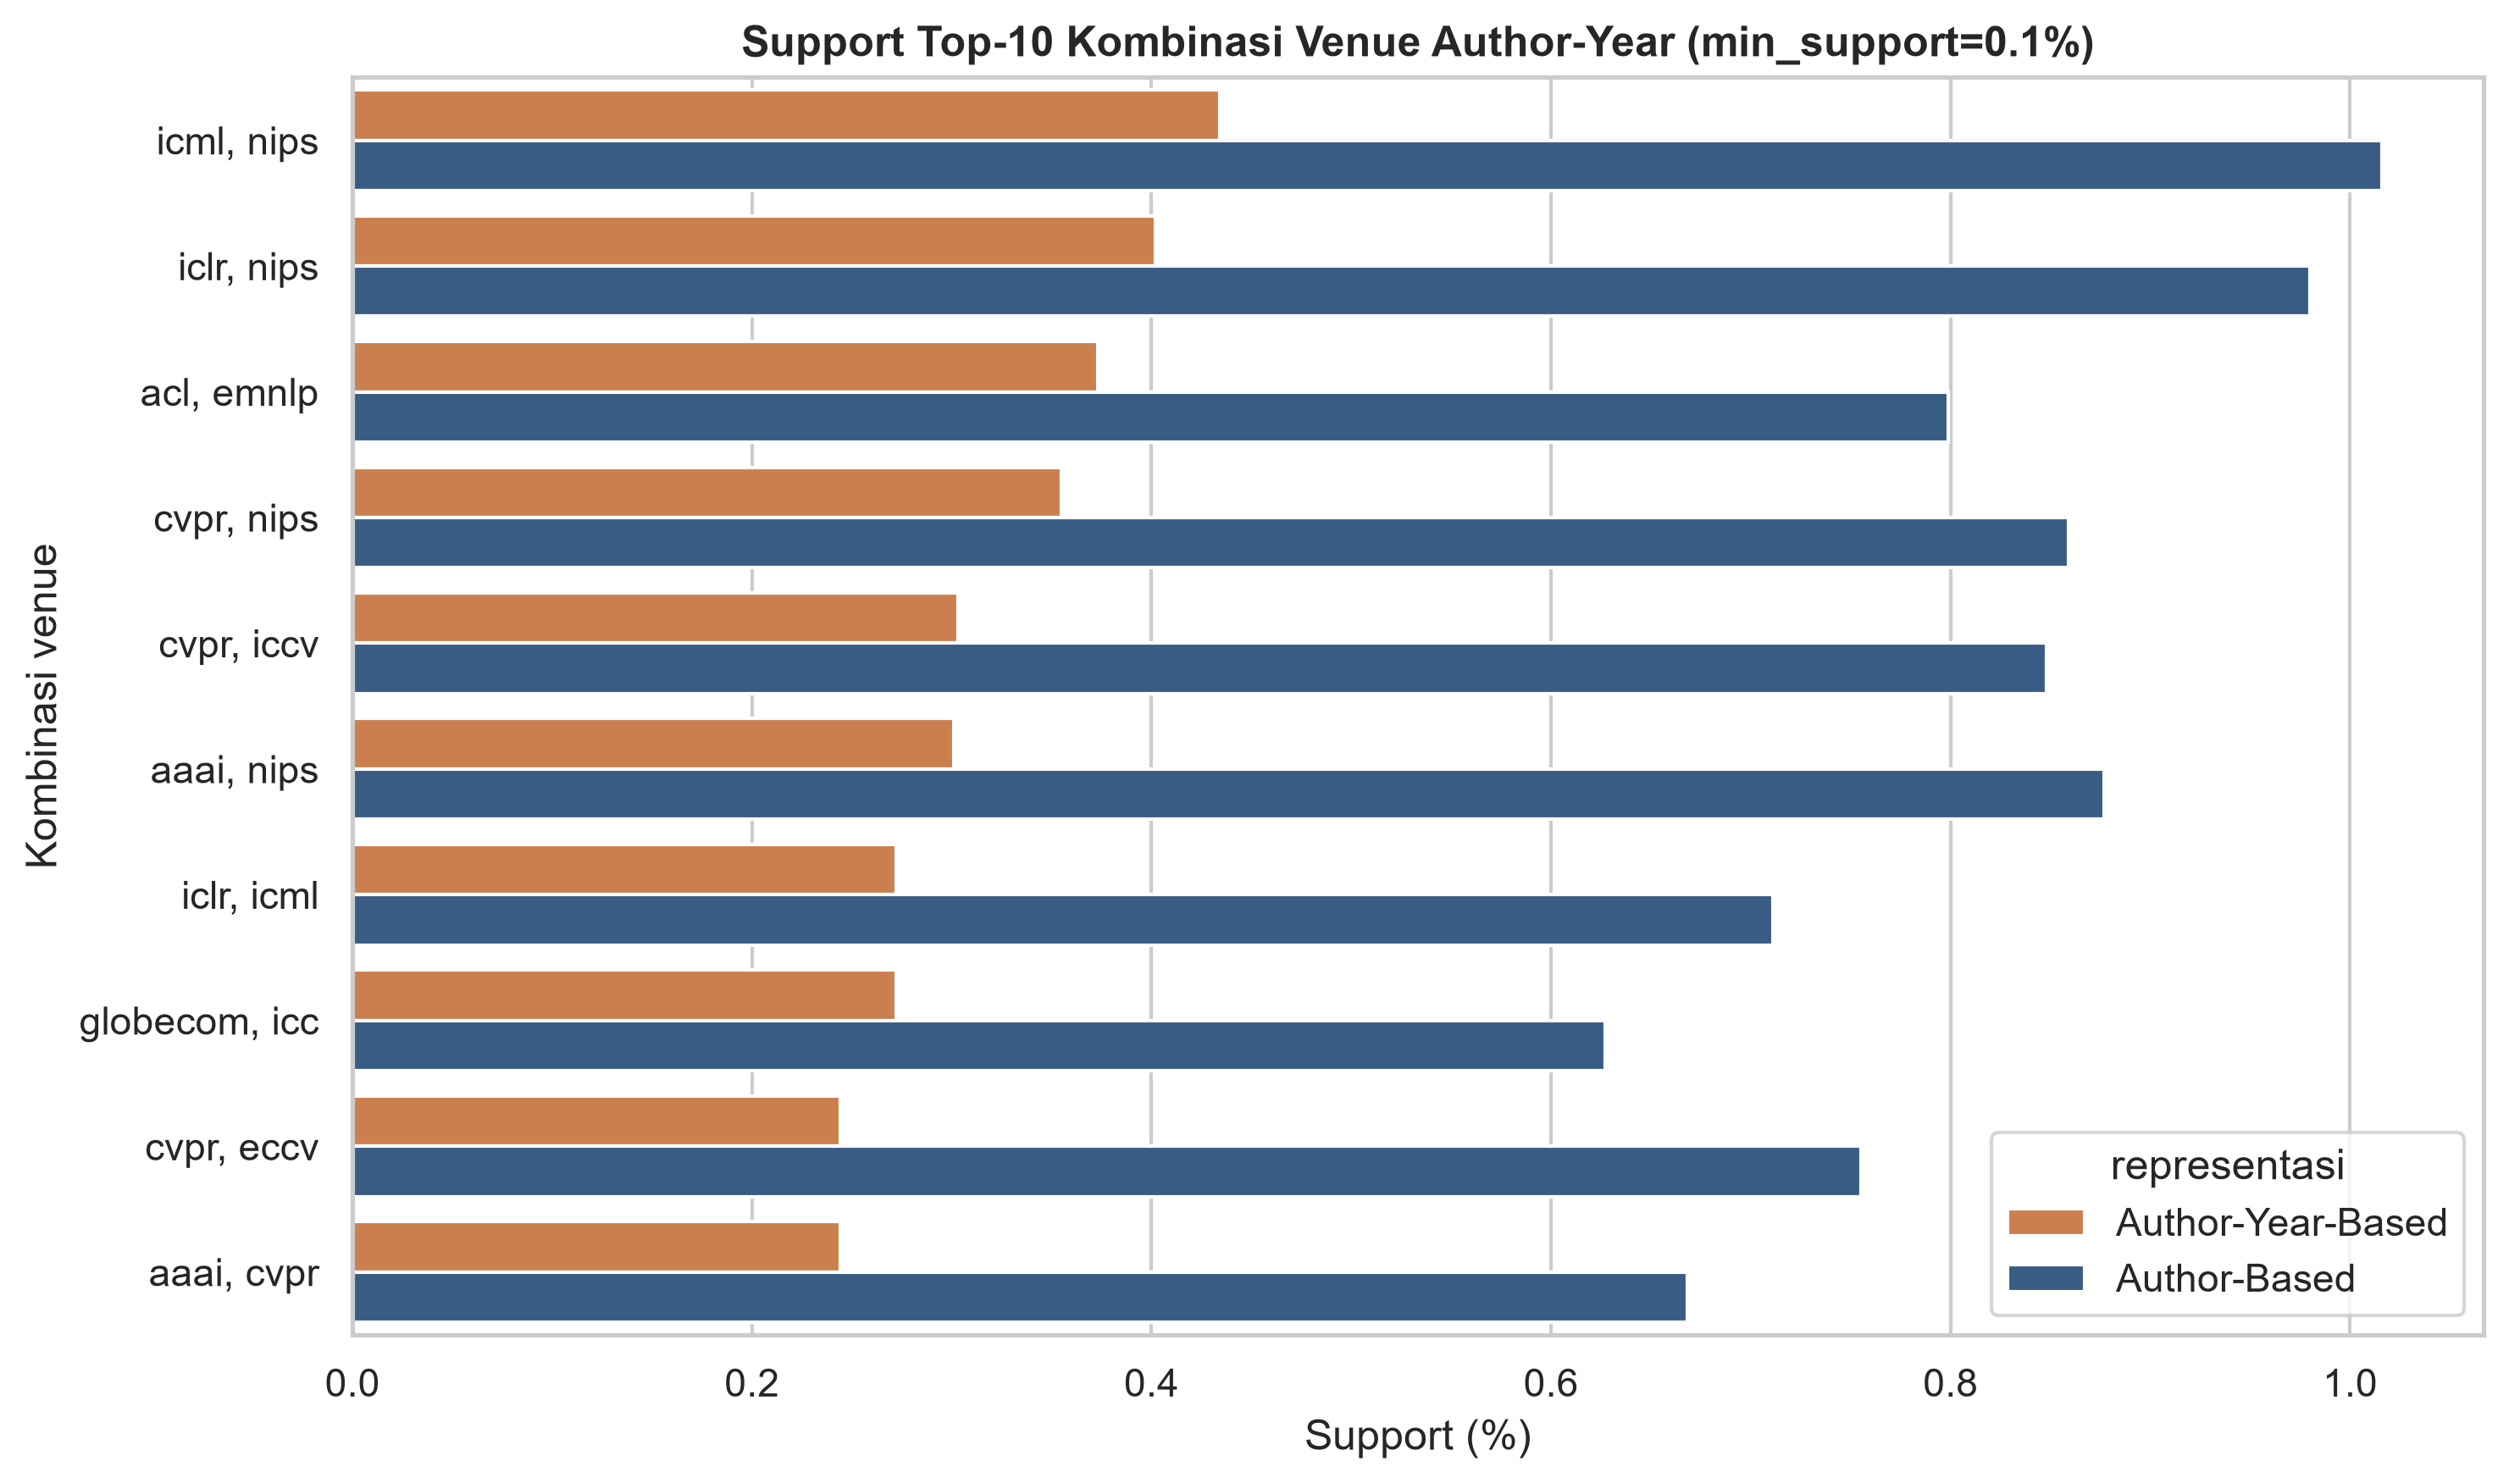 Support Top-10 Kombinasi Venue Author-Year (min_support=0.1%)
Kombinasi venue
icml, nips
iclr, nips
acl, emnlp
cvpr, nips
cvpr, iccv
aaai, nips
iclr, icml
globecom, icc
cvpr, eccv
aaai, cvpr
representasi
Author-Year-Based
Author-Based
0.0 0.2 0.4 0.6 0.8 1.0
Support (%)